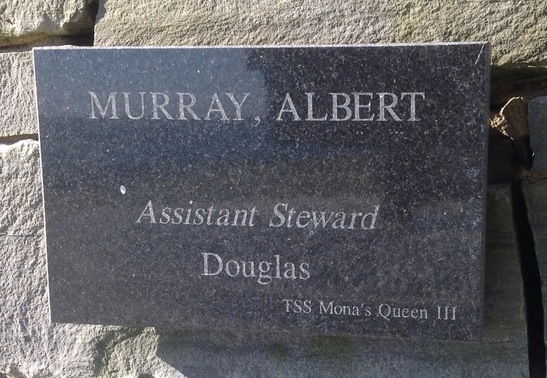 MURRAY, ALBERT
Assistant Steward
Douglas
TSS Mona's Queen III